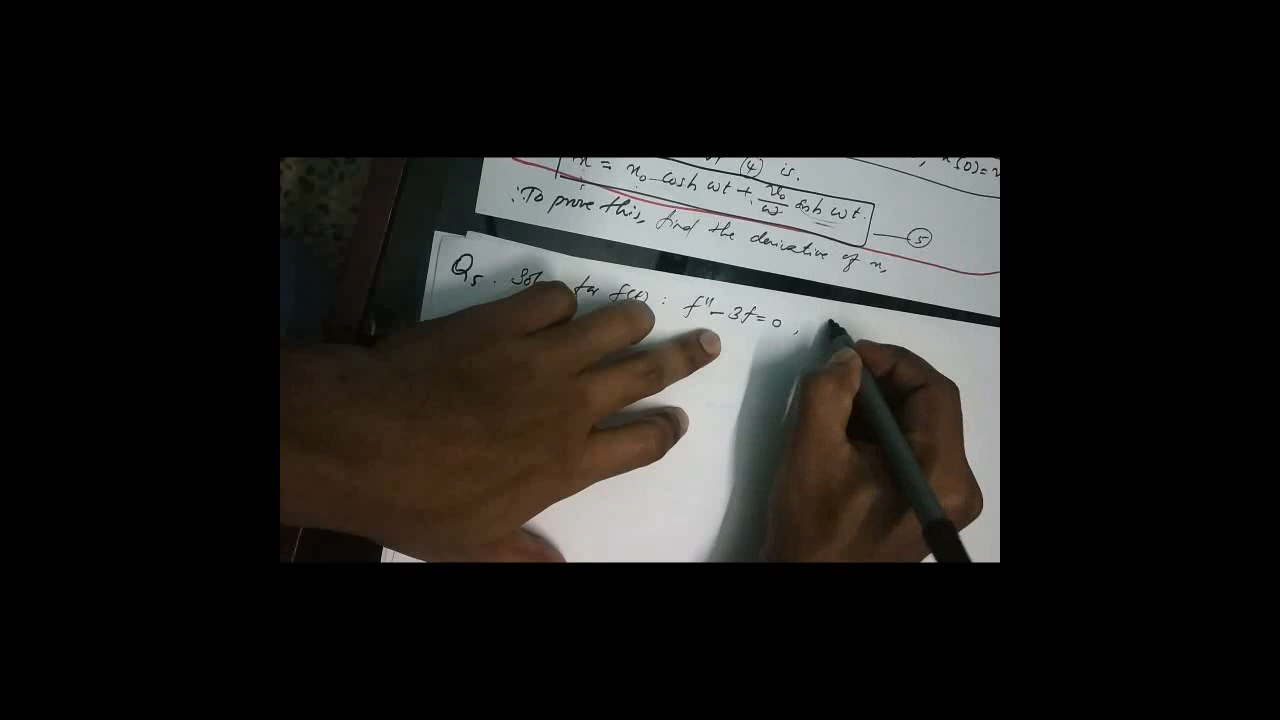 (4) is.
x = x₀ cosh ωt + v₀/ω sinh ωt. — ⑤
∴ To prove this, find the derivative of x,
Q5. for f(t) : f'' - 3f = 0 ,